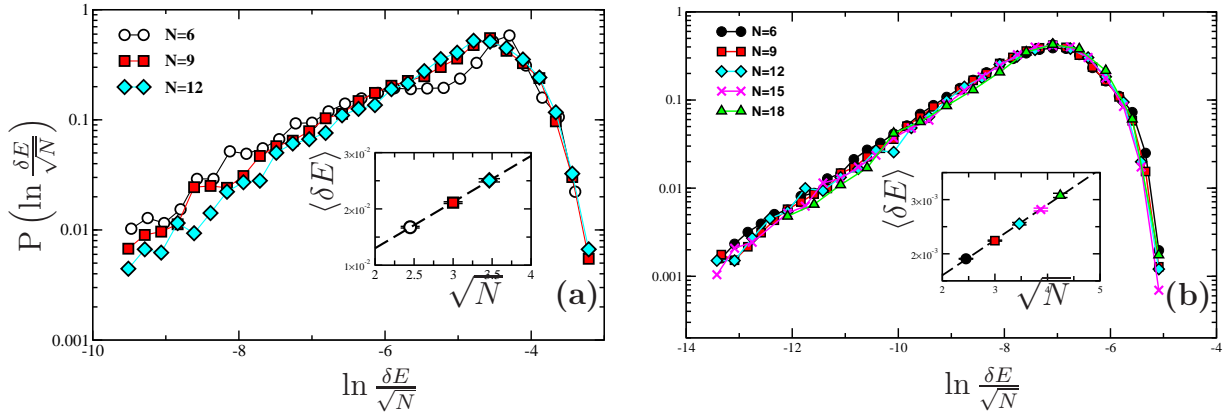 P (ln δE/√N)
1
0.1
0.01
0.001
N=6
N=9
N=12
-10
-8
-6
-4
ln δE/√N
(a)
⟨δE⟩
3×10⁻²
2×10⁻²
1×10⁻²
2
2.5
3
3.5
4
√N
1
0.1
0.01
0.001
N=6
N=9
N=12
N=15
N=18
-14
-12
-10
-8
-6
-4
ln δE/√N
(b)
⟨δE⟩
3×10⁻³
2×10⁻³
2
3
4
5
√N